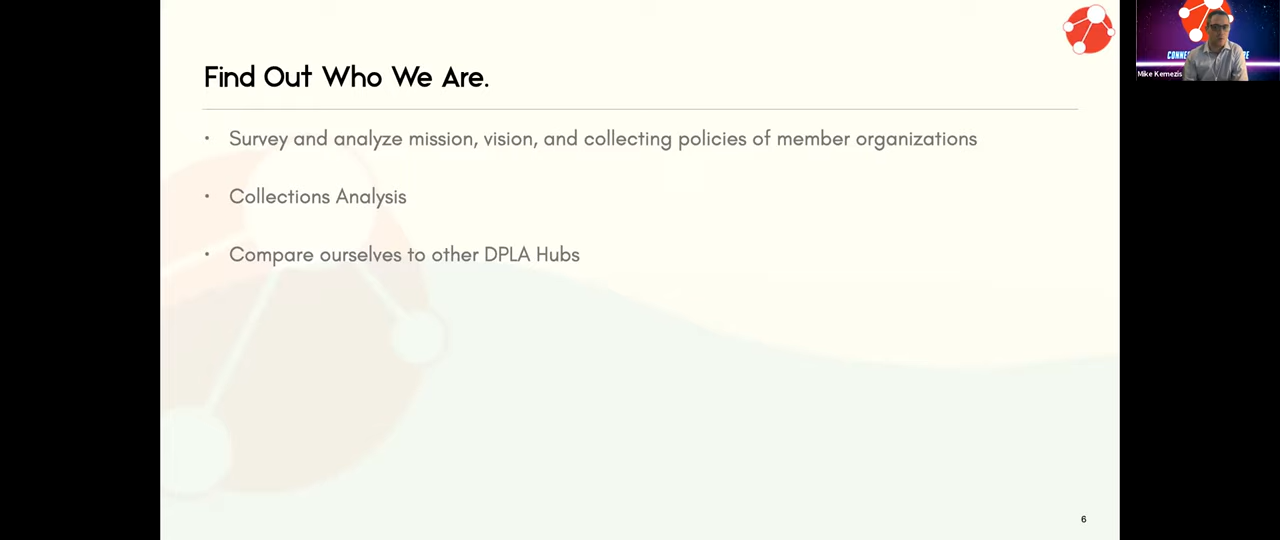 Find Out Who We Are.
• Survey and analyze mission, vision, and collecting policies of member organizations
• Collections Analysis
• Compare ourselves to other DPLA Hubs
6
Mike Kemezis